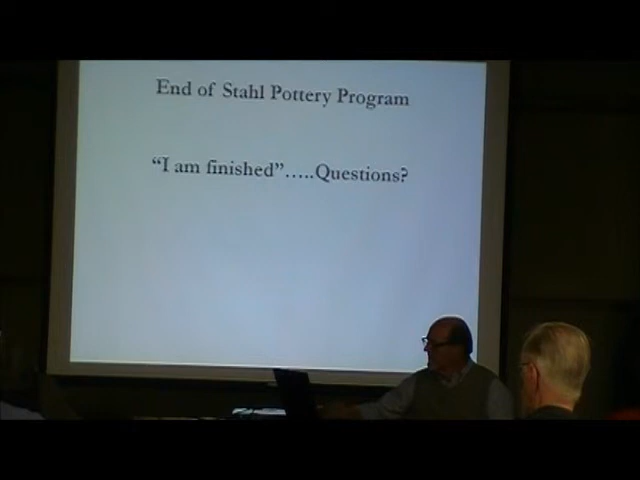 End of Stahl Pottery Program
“I am finished”.....Questions?